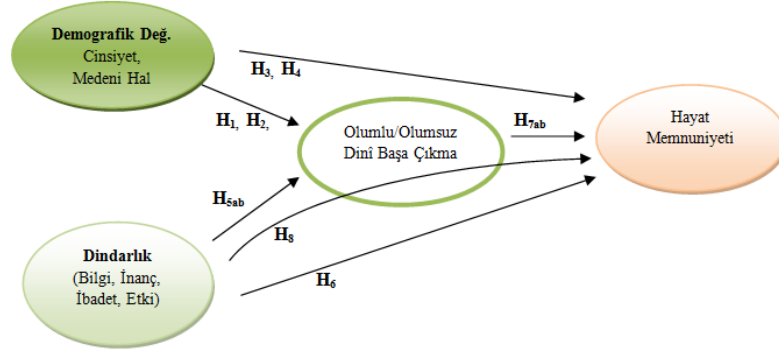 Demografik Değ.
Cinsiyet,
Medeni Hal
H3, H4
H1, H2,
Olumlu/Olumsuz
Dinî Başa Çıkma
H7ab
Hayat
Memnuniyeti
H5ab
H8
Dindarlık
(Bilgi, İnanç,
İbadet, Etki)
H6